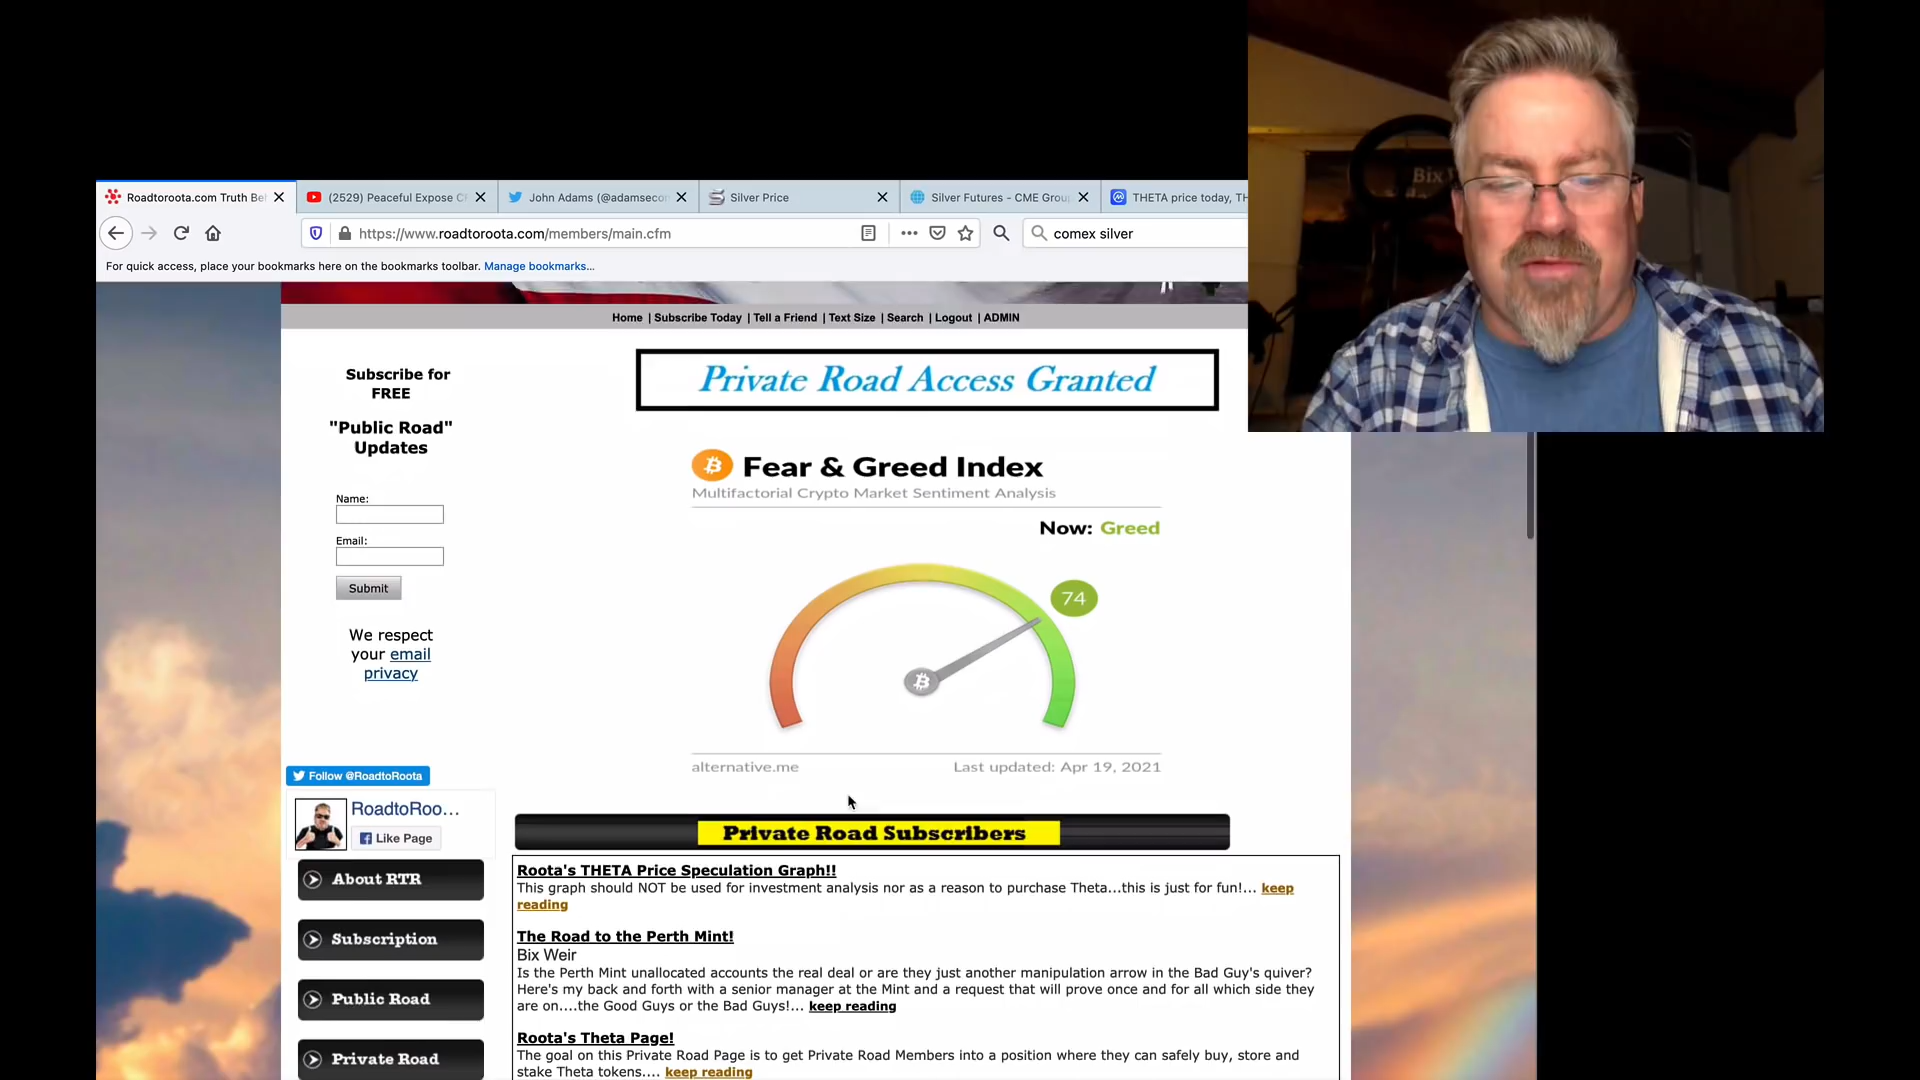 Roadtoroota.com Truth Be
(2529) Peaceful Expose C
John Adams (@adamsecon
Silver Price
Silver Futures - CME Grou
THETA price today, TH
https://www.roadtoroota.com/members/main.cfm
comex silver
For quick access, place your bookmarks here on the bookmarks toolbar. Manage bookmarks...
Home | Subscribe Today | Tell a Friend | Text Size | Search | Logout | ADMIN
Subscribe for
FREE
"Public Road"
Updates
Name:
Email:
Submit
We respect
your email
privacy
Follow @RoadtoRoota
RoadtoRoo...
Like Page
About RTR
Subscription
Public Road
Private Road
Private Road Access Granted
Fear & Greed Index
Multifactorial Crypto Market Sentiment Analysis
Now: Greed
74
alternative.me
Last updated: Apr 19, 2021
Private Road Subscribers
Roota's THETA Price Speculation Graph!!
This graph should NOT be used for investment analysis nor as a reason to purchase Theta...this is just for fun!... keep
reading
The Road to the Perth Mint!
Bix Weir
Is the Perth Mint unallocated accounts the real deal or are they just another manipulation arrow in the Bad Guy's quiver?
Here's my back and forth with a senior manager at the Mint and a request that will prove once and for all which side they
are on....the Good Guys or the Bad Guys!... keep reading
Roota's Theta Page!
The goal on this Private Road Page is to get Private Road Members into a position where they can safely buy, store and
stake Theta tokens.... keep reading
Bix